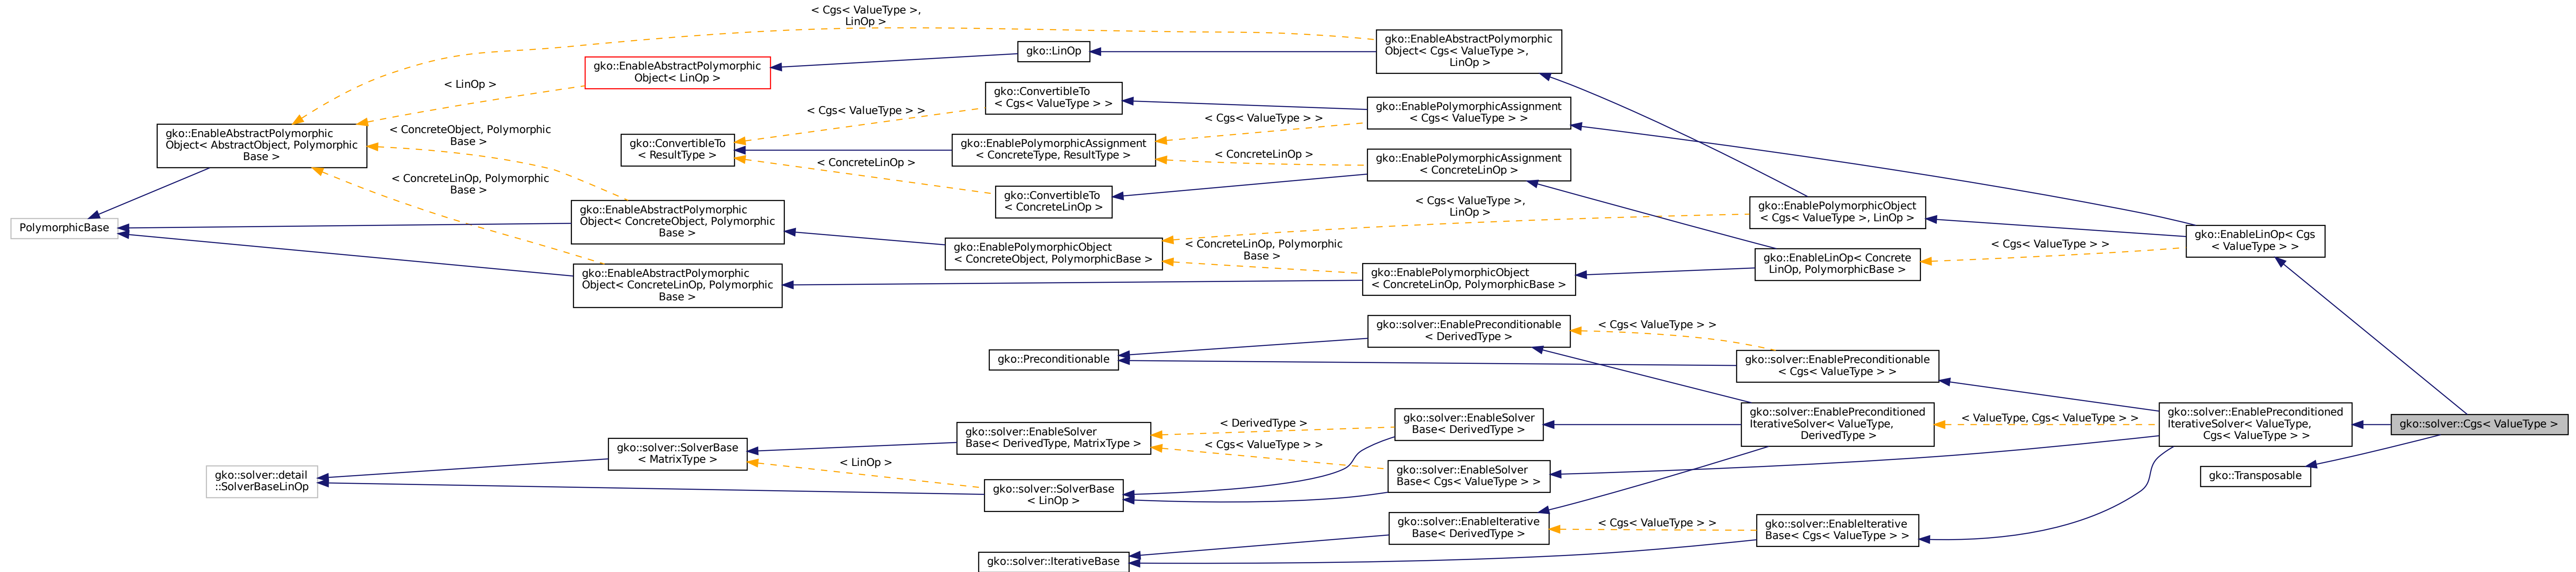 < Cgs< ValueType >,
LinOp >
gko::EnableAbstractPolymorphic
Object< Cgs< ValueType >,
LinOp >
gko::LinOp
gko::EnableAbstractPolymorphic
Object< LinOp >
< LinOp >
gko::ConvertibleTo
< Cgs< ValueType > >
gko::EnablePolymorphicAssignment
< Cgs< ValueType > >
< Cgs< ValueType > >
< Cgs< ValueType > >
gko::EnableAbstractPolymorphic
Object< AbstractObject, Polymorphic
Base >
< ConcreteObject, Polymorphic
Base >
gko::ConvertibleTo
< ResultType >
gko::EnablePolymorphicAssignment
< ConcreteType, ResultType >
< ConcreteLinOp >
gko::EnablePolymorphicAssignment
< ConcreteLinOp >
< ConcreteLinOp >
< ConcreteLinOp, Polymorphic
Base >
gko::ConvertibleTo
< ConcreteLinOp >
< Cgs< ValueType >,
LinOp >
gko::EnablePolymorphicObject
< Cgs< ValueType >, LinOp >
PolymorphicBase
gko::EnableAbstractPolymorphic
Object< ConcreteObject, Polymorphic
Base >
gko::EnablePolymorphicObject
< ConcreteObject, PolymorphicBase >
< ConcreteLinOp, Polymorphic
Base >
gko::EnableLinOp< Cgs
< ValueType > >
< Cgs< ValueType > >
gko::EnableLinOp< Concrete
LinOp, PolymorphicBase >
gko::EnableAbstractPolymorphic
Object< ConcreteLinOp, Polymorphic
Base >
gko::EnablePolymorphicObject
< ConcreteLinOp, PolymorphicBase >
gko::solver::EnablePreconditionable
< DerivedType >
< Cgs< ValueType > >
gko::Preconditionable
gko::solver::EnablePreconditionable
< Cgs< ValueType > >
gko::solver::EnableSolver
Base< DerivedType >
gko::solver::EnablePreconditioned
IterativeSolver< ValueType,
DerivedType >
< ValueType, Cgs< ValueType > >
gko::solver::EnablePreconditioned
IterativeSolver< ValueType,
Cgs< ValueType > >
gko::solver::Cgs< ValueType >
< DerivedType >
gko::solver::EnableSolver
Base< DerivedType, MatrixType >
< Cgs< ValueType > >
gko::solver::SolverBase
< MatrixType >
< LinOp >
gko::solver::detail
::SolverBaseLinOp
gko::solver::SolverBase
< LinOp >
gko::solver::EnableSolver
Base< Cgs< ValueType > >
gko::Transposable
gko::solver::EnableIterative
Base< DerivedType >
< Cgs< ValueType > >
gko::solver::EnableIterative
Base< Cgs< ValueType > >
gko::solver::IterativeBase